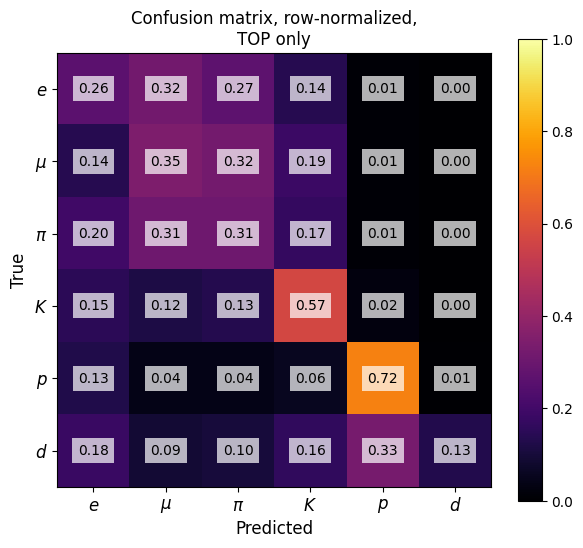 Confusion matrix, row-normalized,
TOP only
True
e 0.26 0.32 0.27 0.14 0.01 0.00
μ 0.14 0.35 0.32 0.19 0.01 0.00
π 0.20 0.31 0.31 0.17 0.01 0.00
K 0.15 0.12 0.13 0.57 0.02 0.00
p 0.13 0.04 0.04 0.06 0.72 0.01
d 0.18 0.09 0.10 0.16 0.33 0.13
e μ π K p d
Predicted
1.0
0.8
0.6
0.4
0.2
0.0